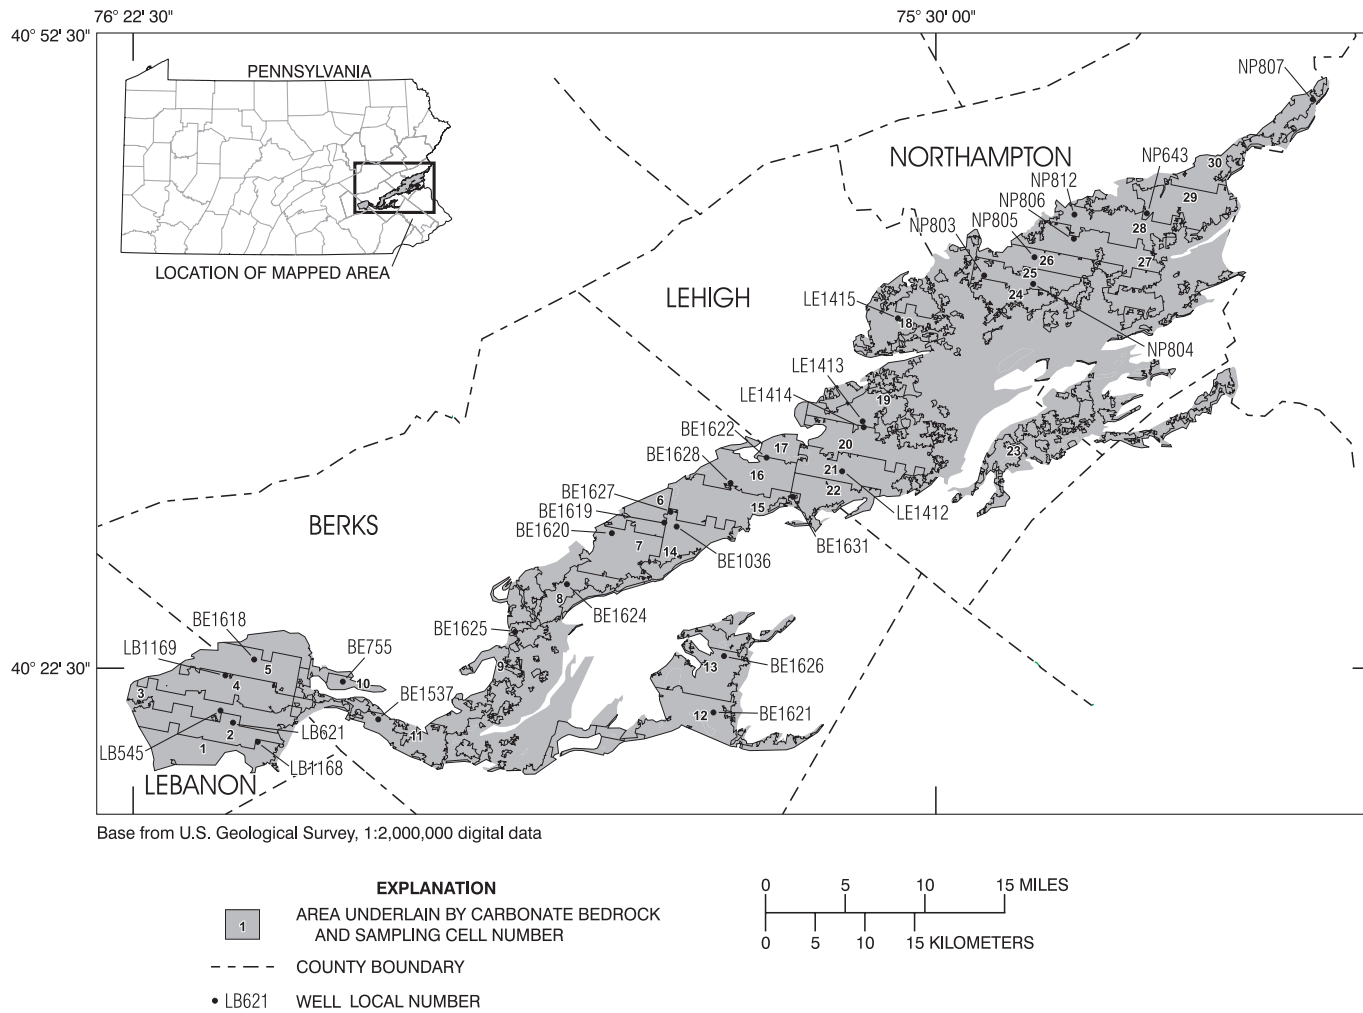 76 22' 30"
75 30' 00"
40 52' 30"
PENNSYLVANIA
LOCATION OF MAPPED AREA
NP807
NORTHAMPTON
NP643
30
NP812
NP806
29
NP803
NP805
28
26
27
25
24
LEHIGH
LE1415
18
NP804
LE1413
LE1414
19
BE1622
17
20
23
BE1628
16
21
22
BE1627
6
15
BE1619
LE1412
BERKS
BE1620
7
14
BE1631
BE1036
8
BE1624
BE1618
BE1625
LB1169
BE755
9
13
BE1626
40° 22' 30"
5
3
4
10
BE1537
12
BE1621
2
LB621
11
LB545
1
LB1168
LEBANON
Base from U.S. Geological Survey, 1:2,000,000 digital data
EXPLANATION
1
AREA UNDERLAIN BY CARBONATE BEDROCK
AND SAMPLING CELL NUMBER
COUNTY BOUNDARY
• LB621 WELL LOCAL NUMBER
0 5 10 15 MILES
0 5 10 15 KILOMETERS